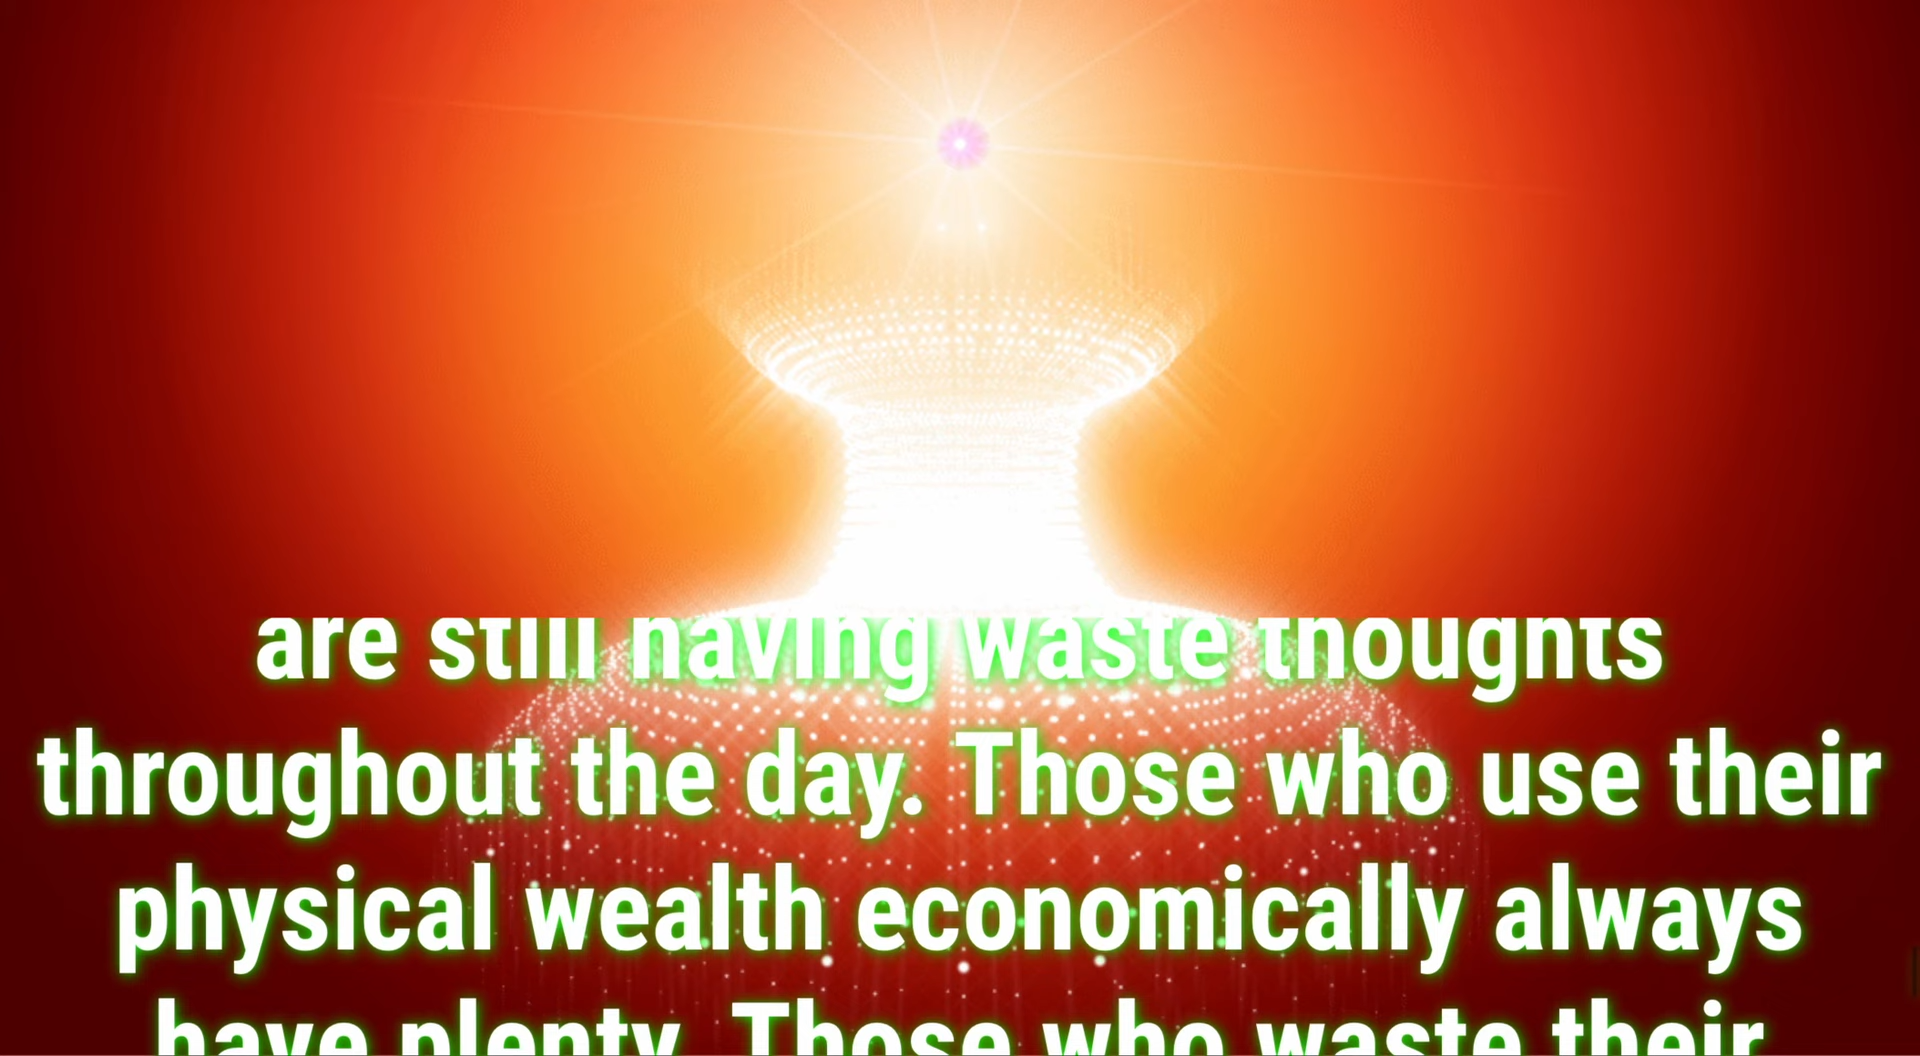 are still having waste thoughts
throughout the day. Those who use their
physical wealth economically always
have plenty. Those who waste their